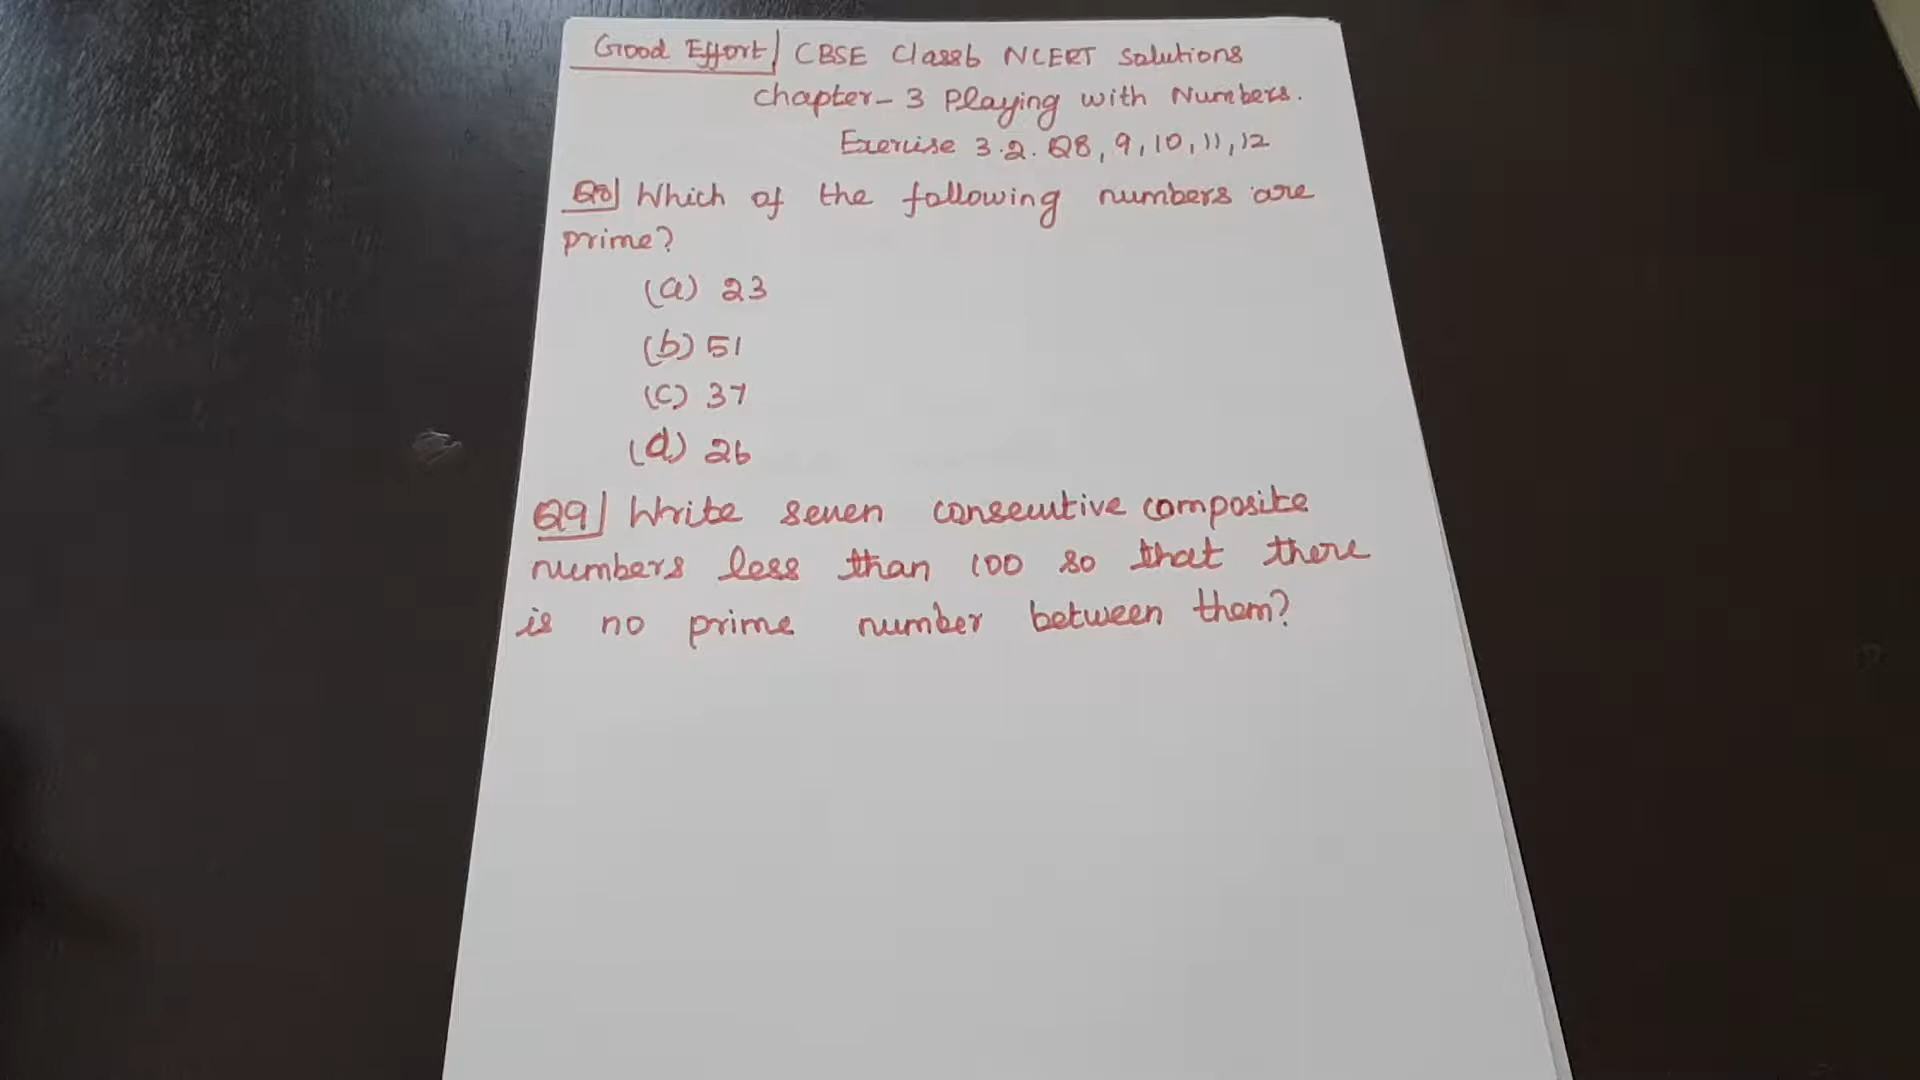 Good Effort CBSE Class6 NCERT Solutions
Chapter-3 Playing with Numbers.
Exercise 3.2. Q8, 9, 10, 11, 12
Q8 Which of the following numbers are
prime?
(a) 23
(b) 51
(c) 37
(d) 26
Q9 Write seven consecutive composite
numbers less than 100 so that there
is no prime number between them?